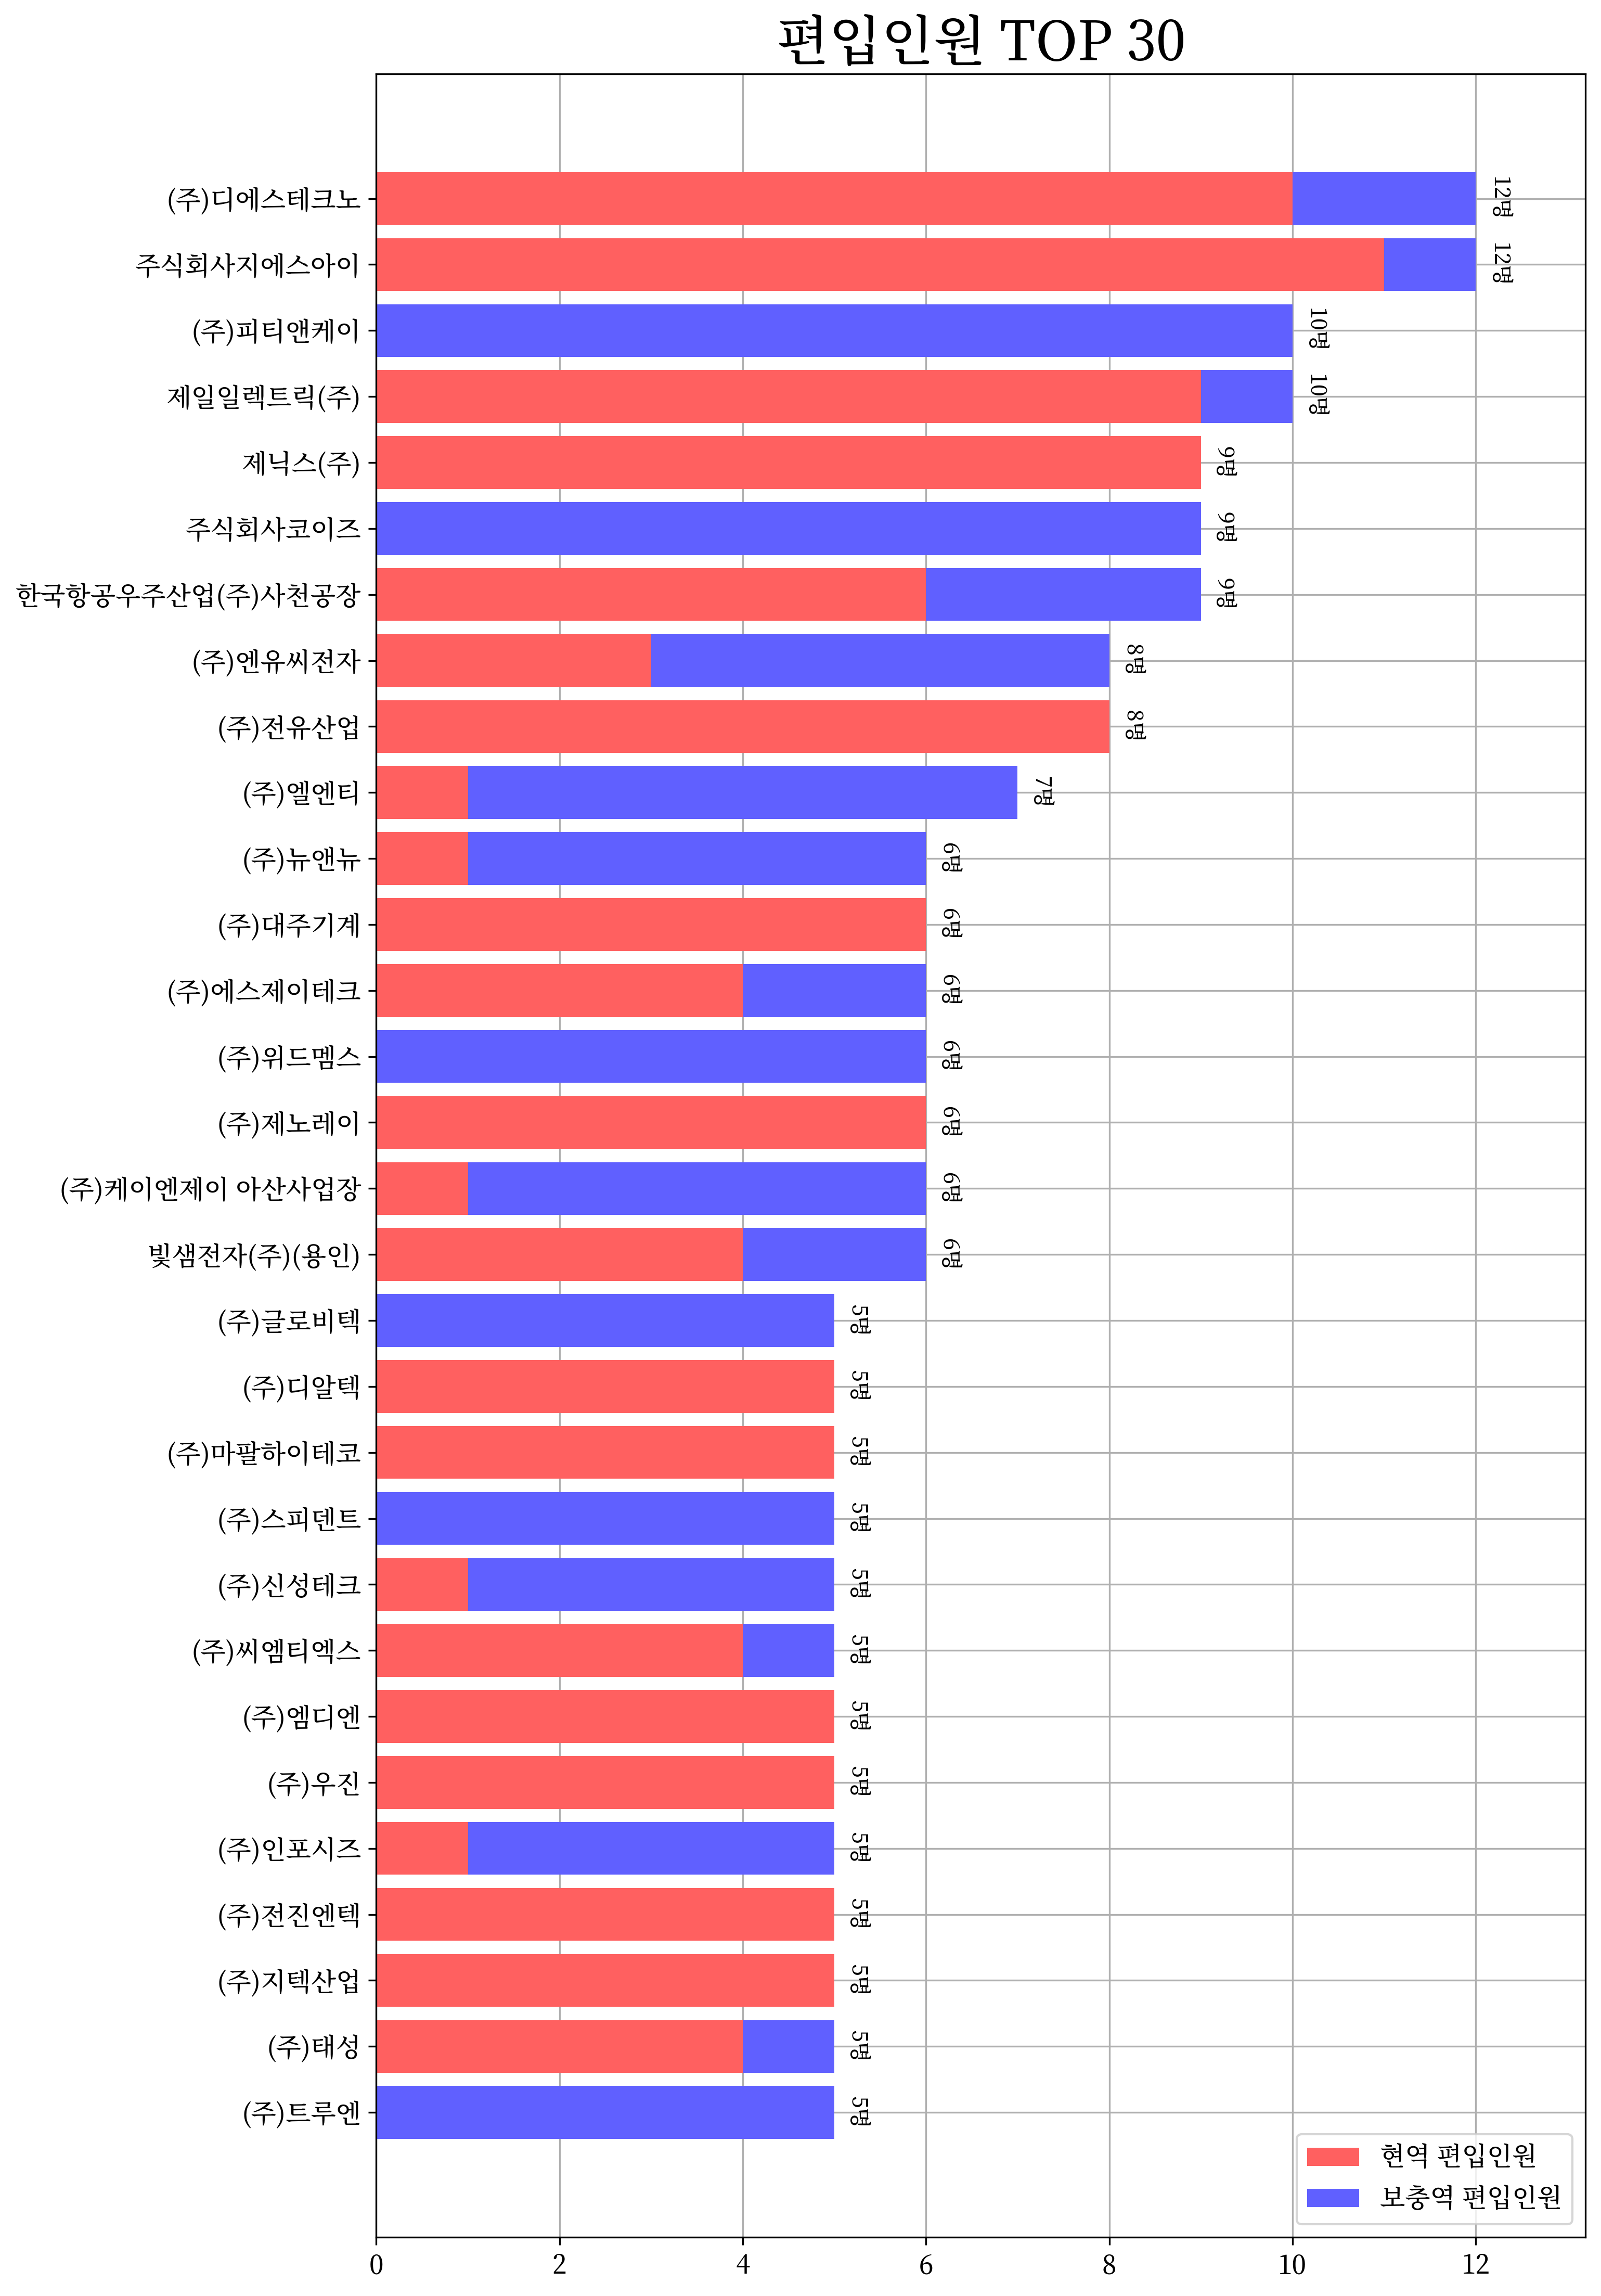 편입인원 TOP 30
(주)디에스테크노 12명
주식회사지에스아이 12명
(주)피티앤케이 10명
제일일렉트릭(주) 10명
제닉스(주) 9명
주식회사코이즈 9명
한국항공우주산업(주)사천공장 9명
(주)엔유씨전자 8명
(주)전유산업 8명
(주)엘엔티 7명
(주)뉴앤뉴 6명
(주)대주기계 6명
(주)에스제이테크 6명
(주)위드멤스 6명
(주)제노레이 6명
(주)케이엔제이 아산사업장 6명
빛샘전자(주)(용인) 6명
(주)글로비텍 5명
(주)디알텍 5명
(주)마팔하이테코 5명
(주)스피덴트 5명
(주)신성테크 5명
(주)씨엠티엑스 5명
(주)엠디엔 5명
(주)우진 5명
(주)인포시즈 5명
(주)전진엔텍 5명
(주)지텍산업 5명
(주)태성 5명
(주)트루엔 5명
현역 편입인원
보충역 편입인원
0 2 4 6 8 10 12